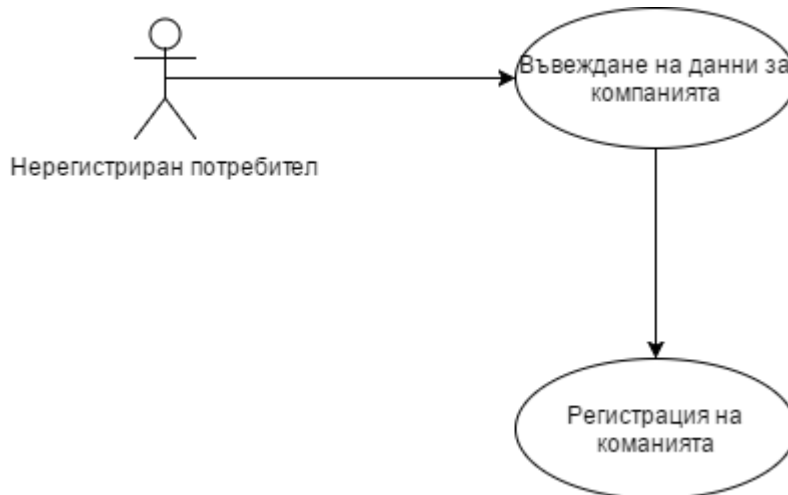 Въвеждане на данни за
компанията
Нерегистриран потребител
Регистрация на
команията